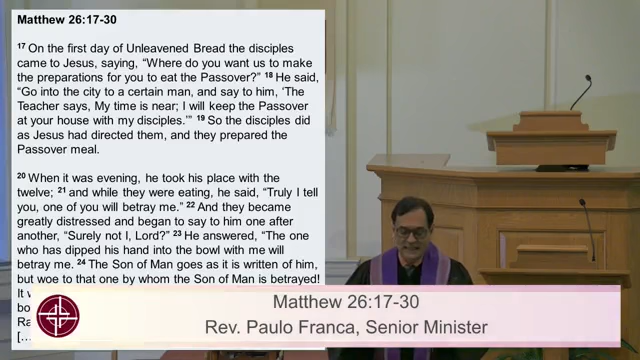 Matthew 26:17-30
17 On the first day of Unleavened Bread the disciples
came to Jesus, saying, “Where do you want us to make
the preparations for you to eat the Passover?” 18 He said,
“Go into the city to a certain man, and say to him, ‘The
Teacher says, My time is near; I will keep the Passover
at your house with my disciples.’” 19 So the disciples did
as Jesus had directed them, and they prepared the
Passover meal.
20 When it was evening, he took his place with the
twelve; 21 and while they were eating, he said, “Truly I tell
you, one of you will betray me.” 22 And they became
greatly distressed and began to say to him one after
another, “Surely not I, Lord?” 23 He answered, “The one
who has dipped his hand into the bowl with me will
betray me. 24 The Son of Man goes as it is written of him,
but woe to that one by whom the Son of Man is betrayed!
It
bo
Ra
[...
Matthew 26:17-30
Rev. Paulo Franca, Senior Minister